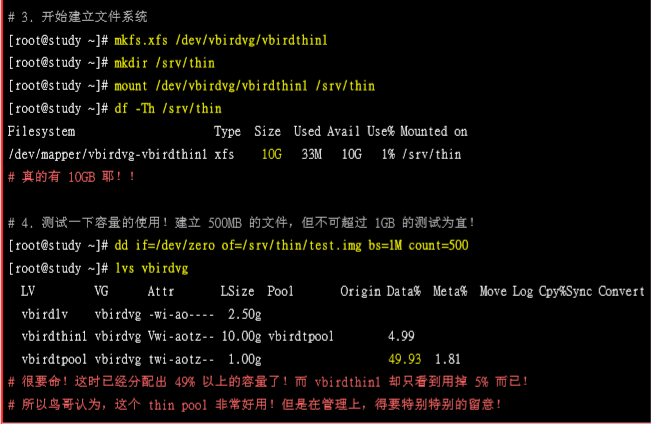 # 3. 开始建立文件系统
[root@study ~]# mkfs.xfs /dev/vbirdvg/vbirdthin1
[root@study ~]# mkdir /srv/thin
[root@study ~]# mount /dev/vbirdvg/vbirdthin1 /srv/thin
[root@study ~]# df -Th /srv/thin
Filesystem Type Size Used Avail Use% Mounted on
/dev/mapper/vbirdvg-vbirdthin1 xfs 10G 33M 10G 1% /srv/thin
# 真的有 10GB 耶！！
# 4. 测试一下容量的使用！建立 500MB 的文件，但不可超过 1GB 的测试为宜！
[root@study ~]# dd if=/dev/zero of=/srv/thin/test.img bs=1M count=500
[root@study ~]# lvs vbirdvg
LV VG Attr LSize Pool Origin Data% Meta% Move Log Cpy%Sync Convert
vbirdlv vbirdvg -wi-ao---- 2.50g
vbirdthin1 vbirdvg Vwi-aotz-- 10.00g vbirdtpool 4.99
vbirdtpool vbirdvg twi-aotz-- 1.00g 49.93 1.81
# 很要命！这时已经分配出 49% 以上的容量了！而 vbirdthin1 却只看到用掉 5% 而已！
# 所以鸟哥认为，这个 thin pool 非常好用！但是在管理上，得要特别特别的留意！